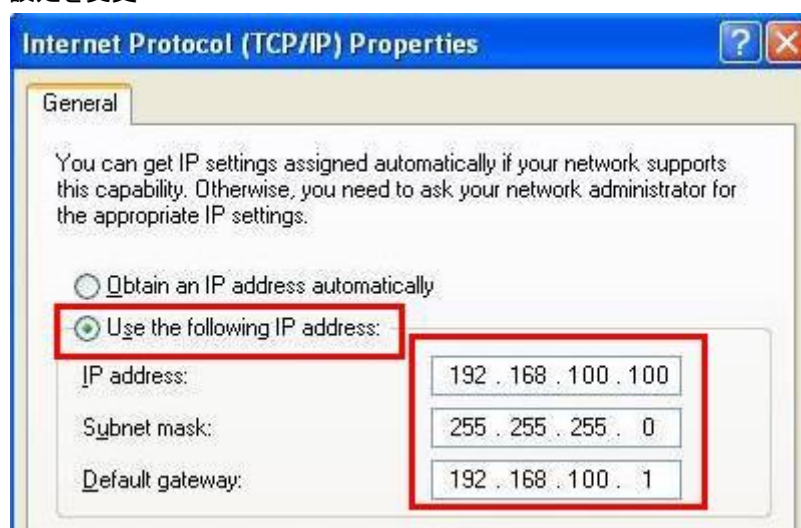 Internet Protocol (TCP/IP) Properties
General
You can get IP settings assigned automatically if your network supports
this capability. Otherwise, you need to ask your network administrator for
the appropriate IP settings.
Obtain an IP address automatically
Use the following IP address:
IP address: 192 . 168 . 100 . 100
Subnet mask: 255 . 255 . 255 . 0
Default gateway: 192 . 168 . 100 . 1